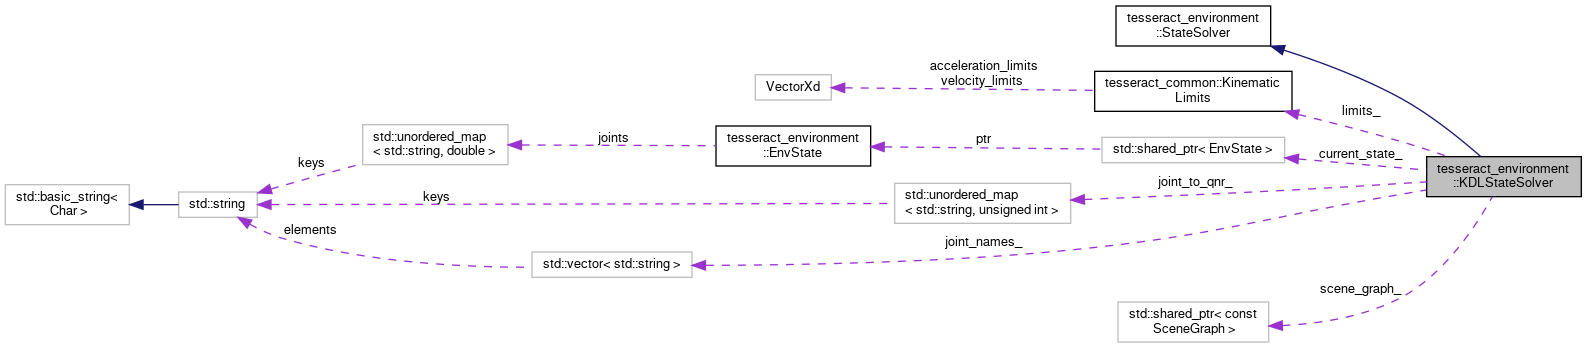 tesseract_environment
::StateSolver
acceleration_limits
velocity_limits
VectorXd
tesseract_common::Kinematic
Limits
limits_
std::unordered_map
< std::string, double >
joints
tesseract_environment
::EnvState
ptr
std::shared_ptr< EnvState >
current_state_
tesseract_environment
::KDLStateSolver
keys
std::basic_string<
Char >
std::string
keys
std::unordered_map
< std::string, unsigned int >
joint_to_qnr_
elements
std::vector< std::string >
joint_names_
scene_graph_
std::shared_ptr< const
SceneGraph >